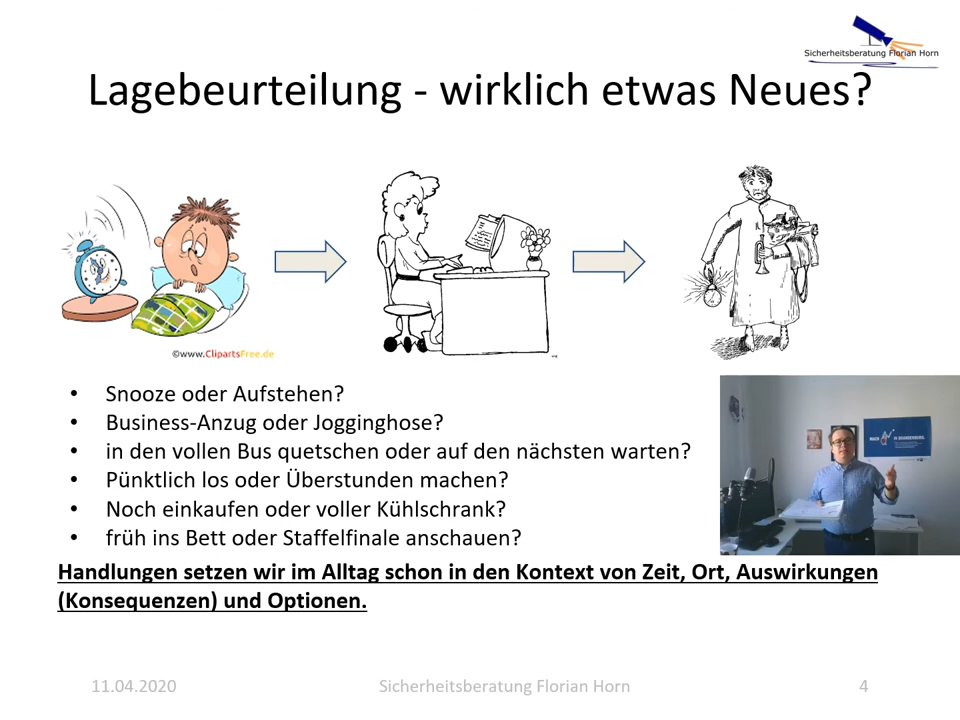 Sicherheitsberatung Florian Horn
Lagebeurteilung - wirklich etwas Neues?
©www.ClipartsFree.de
• Snooze oder Aufstehen?
• Business-Anzug oder Jogginghose?
• in den vollen Bus quetschen oder auf den nächsten warten?
• Pünktlich los oder Überstunden machen?
• Noch einkaufen oder voller Kühlschrank?
• früh ins Bett oder Staffelfinale anschauen?
MACH IN BRANDENBURG.
Handlungen setzen wir im Alltag schon in den Kontext von Zeit, Ort, Auswirkungen
(Konsequenzen) und Optionen.
11.04.2020
Sicherheitsberatung Florian Horn
4